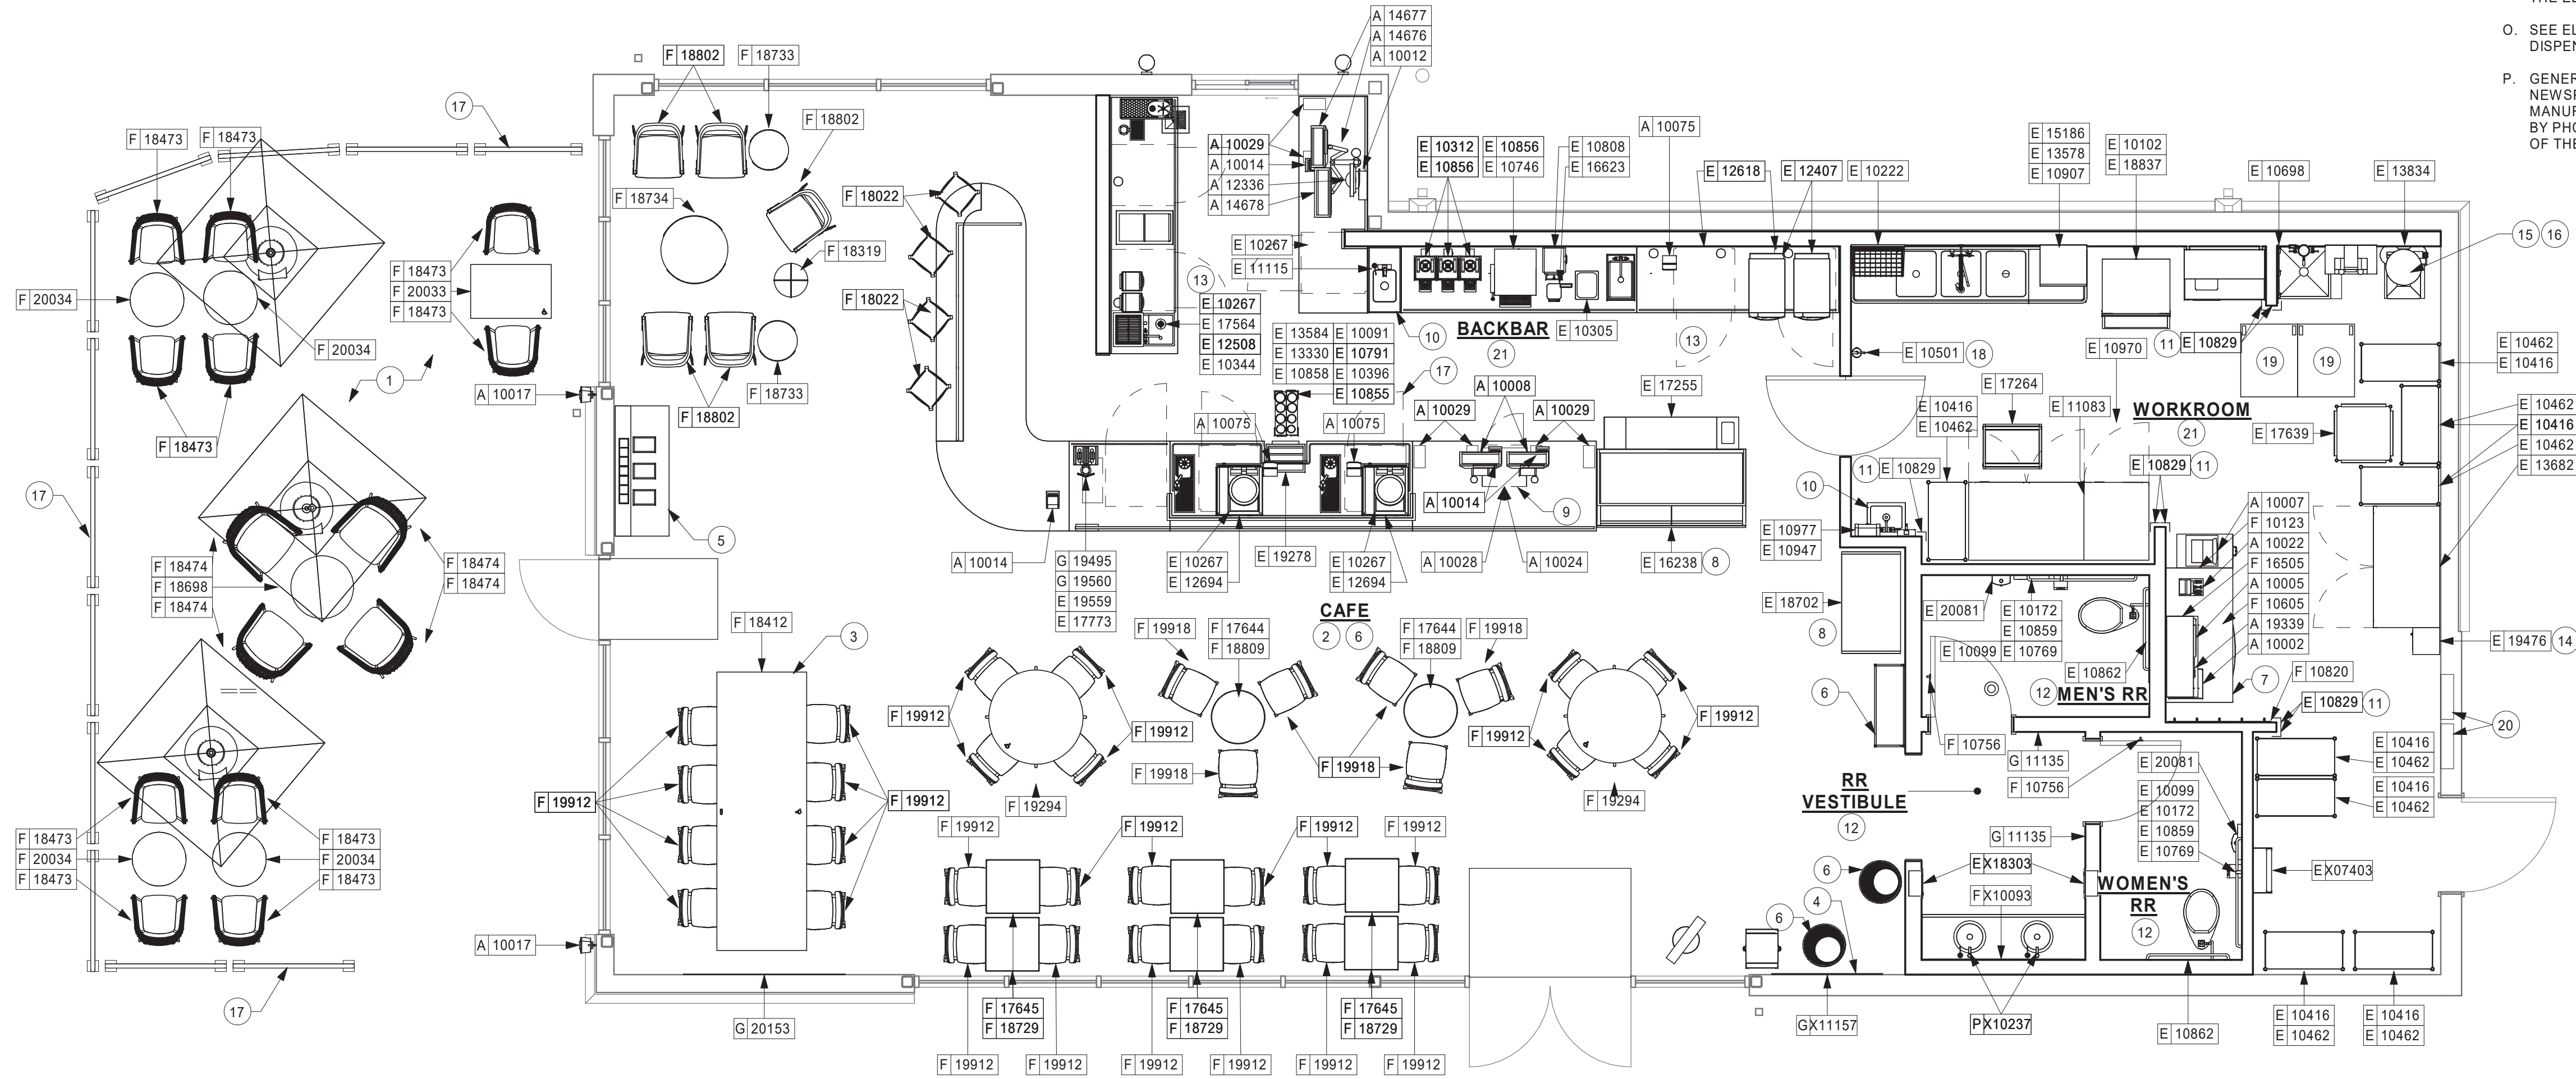 THE EL
O. SEE EL
DISPEN
P. GENER
NEWSP
MANUF
BY PHO
OF THE
A 14677
A 14676
A 10012
F 18802
F 18733
17
F 18802
F 18473
F 18473
A 10029
A 10014
A 12336
A 14678
A 10075
E 10312
E 10856
E 10856
E 10746
E 10808
E 16623
E 12618
E 12407
E 10222
E 15186
E 13578
E 10907
E 10102
E 18837
E 10698
E 13834
F 18734
F 18022
15
16
F 18319
E 10267
E 11115
13
F 18473
F 20033
F 18473
F 20034
F 18022
E 10267
E 17564
E 12508
E 10344
E 13584
E 13330
E 10858
E 10091
E 10791
E 10396
E 10855
10
BACKBAR
21
E 10305
13
F 20034
E 10501
18
E 10970
11
E 10829
19
19
E 10462
E 10416
1
A 10017
F 18733
F 18802
17
A 10008
A 10029
A 10029
A 10075
A 10075
E 17255
E 17264
E 10416
E 10462
E 11083
WORKROOM
21
E 17639
E 10462
E 10416
E 10462
E 13682
F 18473
17
11
E 10829
E 10829
11
A 10014
9
10
E 10977
E 10947
A 10007
F 10123
A 10022
F 16505
A 10005
F 10605
A 19339
A 10002
5
A 10014
G 19495
G 19560
E 19559
E 17773
E 10267
E 12694
E 19278
E 10267
E 12694
A 10028
A 10024
E 16238
8
F 18474
F 18698
F 18474
F 18474
F 18474
E 18702
8
E 20081
E 10172
E 10859
E 10769
E 10099
E 10862
E 19476
14
CAFE
2
6
F 18412
3
F 19918
F 17644
F 18809
F 17644
F 18809
F 19918
6
12
MEN'S RR
F 10820
7
E 10829
11
F 19912
F 19912
F 19912
F 19912
F 19918
F 19918
20
F 10756
G 11135
E 20081
E 10416
E 10462
F 19912
F 19912
F 19294
F 19294
RR
VESTIBULE
12
F 10756
E 10099
E 10172
E 10859
E 10769
E 10416
E 10462
F 18473
F 20034
F 18473
F 18473
F 20034
F 18473
F 19912
F 19912
F 19912
F 19912
G 11135
6
EX18303
FX10093
WOMEN'S
RR
12
EX07403
4
6
A 10017
17
G 20153
F 17645
F 18729
F 17645
F 18729
F 17645
F 18729
GX11157
PX10237
E 10862
E 10416
E 10462
E 10416
E 10462
F 19912
F 19912
F 19912
F 19912
F 19912
F 19912